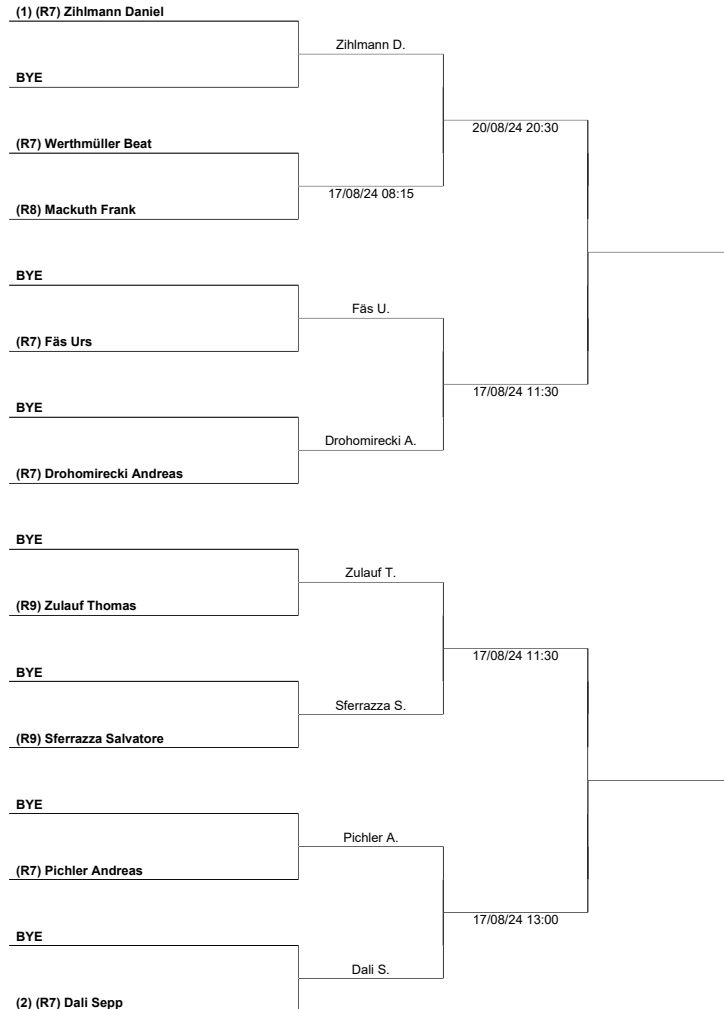 (1) (R7) Zihlmann Daniel
Zihlmann D.
BYE
20/08/24 20:30
(R7) Werthmüller Beat
17/08/24 08:15
(R8) Mackuth Frank
BYE
Fäs U.
(R7) Fäs Urs
17/08/24 11:30
BYE
Drohomirecki A.
(R7) Drohomirecki Andreas
BYE
Zulauf T.
(R9) Zulauf Thomas
17/08/24 11:30
BYE
Sferrazza S.
(R9) Sferrazza Salvatore
BYE
Pichler A.
(R7) Pichler Andreas
17/08/24 13:00
BYE
Dali S.
(2) (R7) Dali Sepp